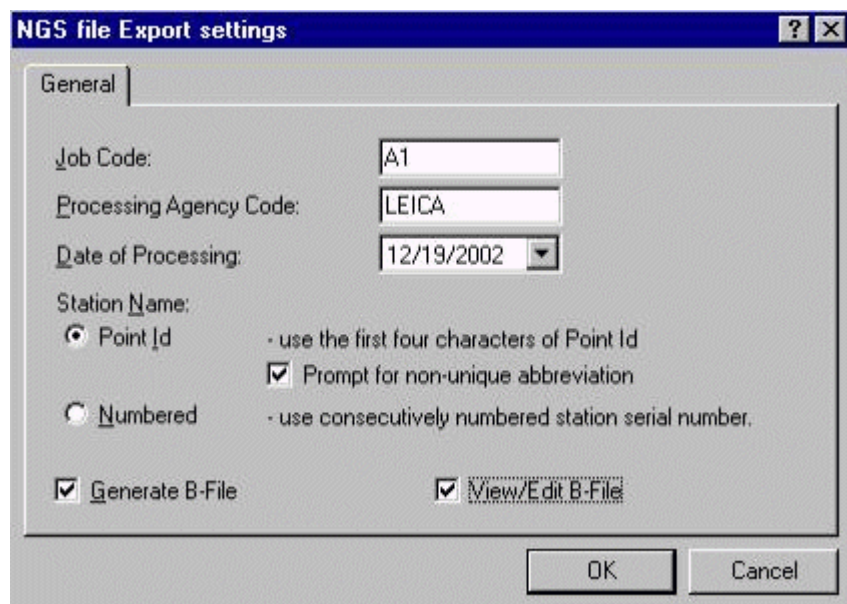 NGS file Export settings
General
Job Code: A1
Processing Agency Code: LEICA
Date of Processing: 12/19/2002
Station Name:
Point Id - use the first four characters of Point Id
Prompt for non-unique abbreviation
Numbered - use consecutively numbered station serial number.
Generate B-File View/Edit B-File
OK Cancel